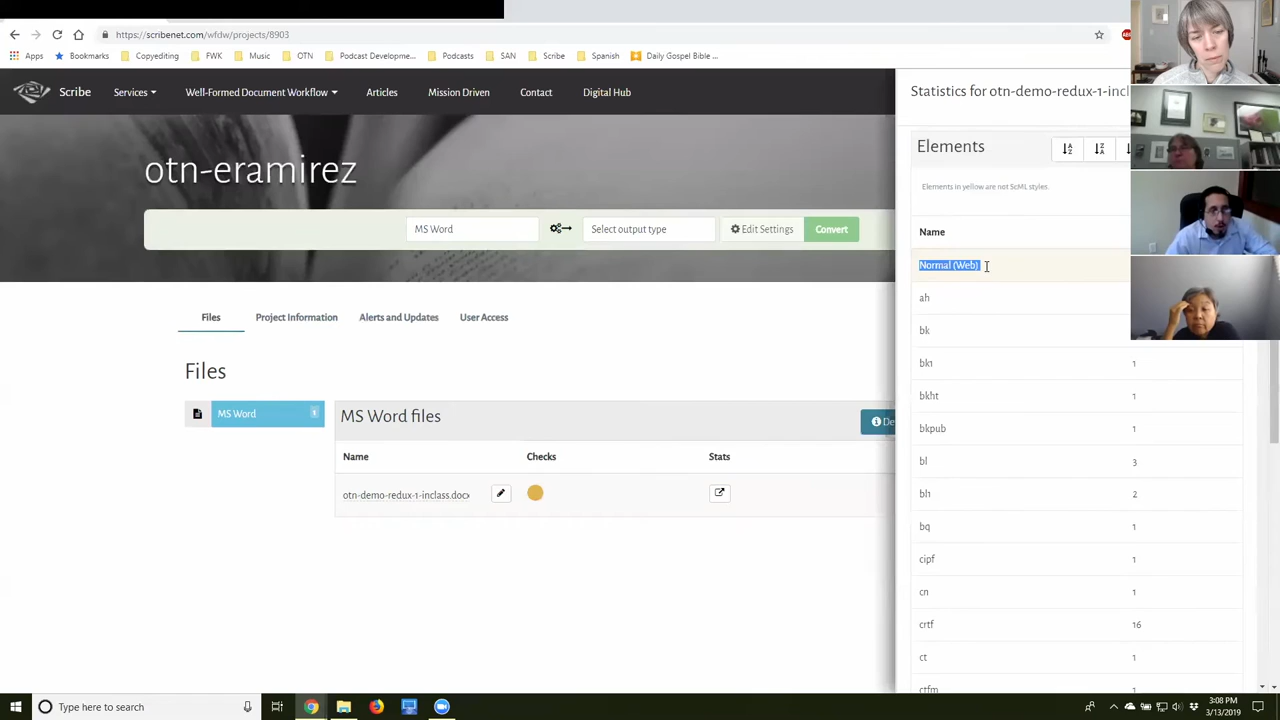 https://scribenet.com/wfdw/projects/8903
ABP
Apps
Bookmarks
Copyediting
FWK
Music
OTN
Podcast Developme...
Podcasts
SAN
Scribe
Spanish
Daily Gospel Bible ...
Scribe
Services
Well-Formed Document Workflow
Articles
Mission Driven
Contact
Digital Hub
Statistics for otn-demo-redux-1-incl
Elements
otn-eramirez
Elements in yellow are not ScML styles.
MS Word
Select output type
Edit Settings
Convert
Name
Normal (Web)
ah
bk
bk1 1
bkht 1
bkpub 1
bl 3
bl1 2
bq 1
cipf 1
cn 1
crtf 16
ct 1
ctfm
Files
Project Information
Alerts and Updates
User Access
Files
MS Word 1
MS Word files
De
Name Checks Stats
otn-demo-redux-1-inclass.docx
Type here to search
3:08 PM
3/13/2019